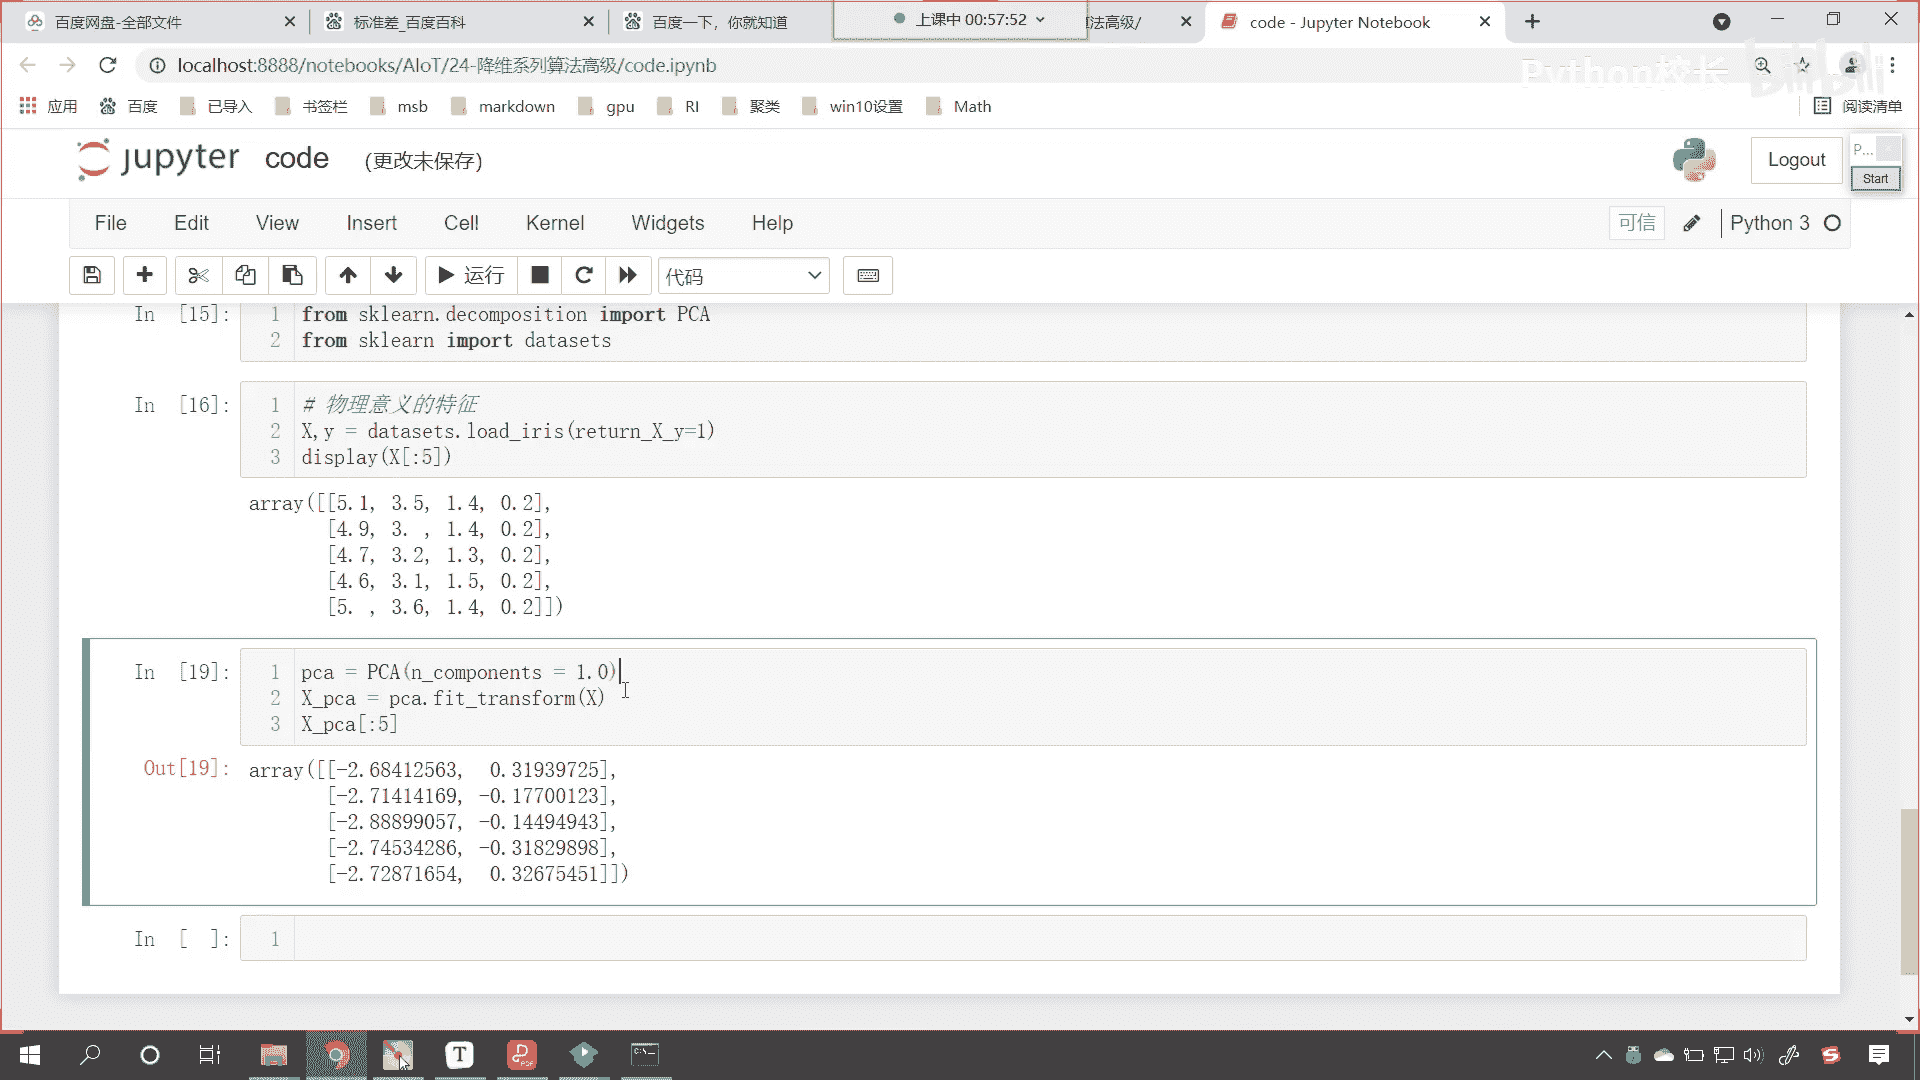 百度网盘-全部文件
标准差_百度百科
百度一下，你就知道
上课中 00:57:52
法高级/
code - Jupyter Notebook
localhost:8888/notebooks/AIoT/24-降维系列算法高级/code.ipynb
Python校长
bilibili
应用
百度
已导入
书签栏
msb
markdown
gpu
RI
聚类
win10设置
Math
阅读清单
jupyter
code
(更改未保存)
Logout
P...
Start
File
Edit
View
Insert
Cell
Kernel
Widgets
Help
可信
Python 3
运行
代码
In [15]:
1 from sklearn.decomposition import PCA
2 from sklearn import datasets
In [16]:
1 # 物理意义的特征
2 X,y = datasets.load_iris(return_X_y=1)
3 display(X[:5])
array([[5.1, 3.5, 1.4, 0.2],
[4.9, 3. , 1.4, 0.2],
[4.7, 3.2, 1.3, 0.2],
[4.6, 3.1, 1.5, 0.2],
[5. , 3.6, 1.4, 0.2]])
In [19]:
1 pca = PCA(n_components = 1.0)
2 X_pca = pca.fit_transform(X)
3 X_pca[:5]
Out[19]:
array([[-2.68412563,  0.31939725],
[-2.71414169, -0.17700123],
[-2.88899057, -0.14494943],
[-2.74534286, -0.31829898],
[-2.72871654,  0.32675451]])
In [ ]:
1